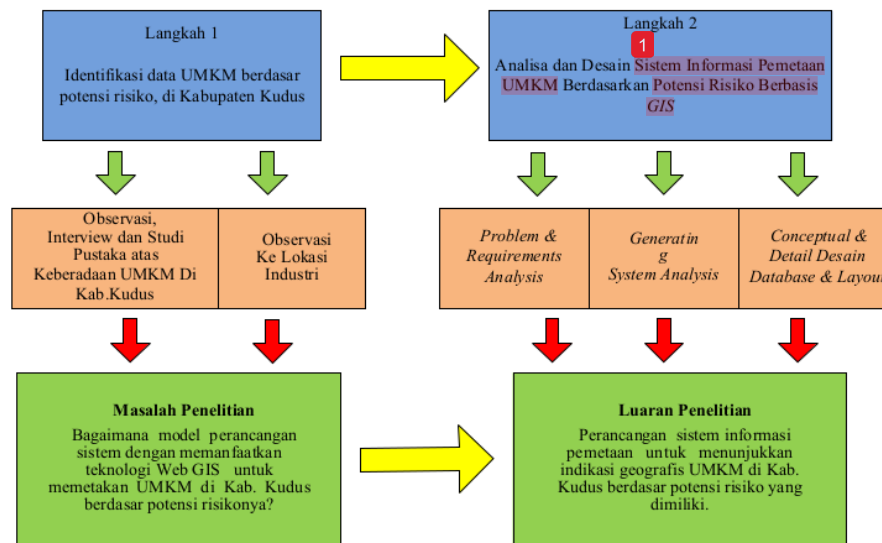 Langkah 1
Identifikasi data UMKM berdasar
potensi risiko, di Kabupaten Kudus
Langkah 2
1
Analisa dan Desain Sistem Informasi Pemetaan
UMKM Berdasarkan Potensi Risiko Berbasis
GIS
Observasi,
Interview dan Studi
Pustaka atas
Keberadaan UMKM Di
Kab.Kudus
Observasi
Ke Lokasi
Industri
Problem &
Requirements
Analysis
Generatin
g
System Analysis
Conceptual &
Detail Desain
Database & Layout
Masalah Penelitian
Bagaimana model perancangan
sistem dengan memanfaatkan
teknologi Web GIS untuk
memetakan UMKM di Kab. Kudus
berdasar potensi risikonya?
Luaran Penelitian
Perancangan sistem informasi
pemetaan untuk menunjukkan
indikasi geografis UMKM di Kab.
Kudus berdasar potensi risiko yang
dimiliki.